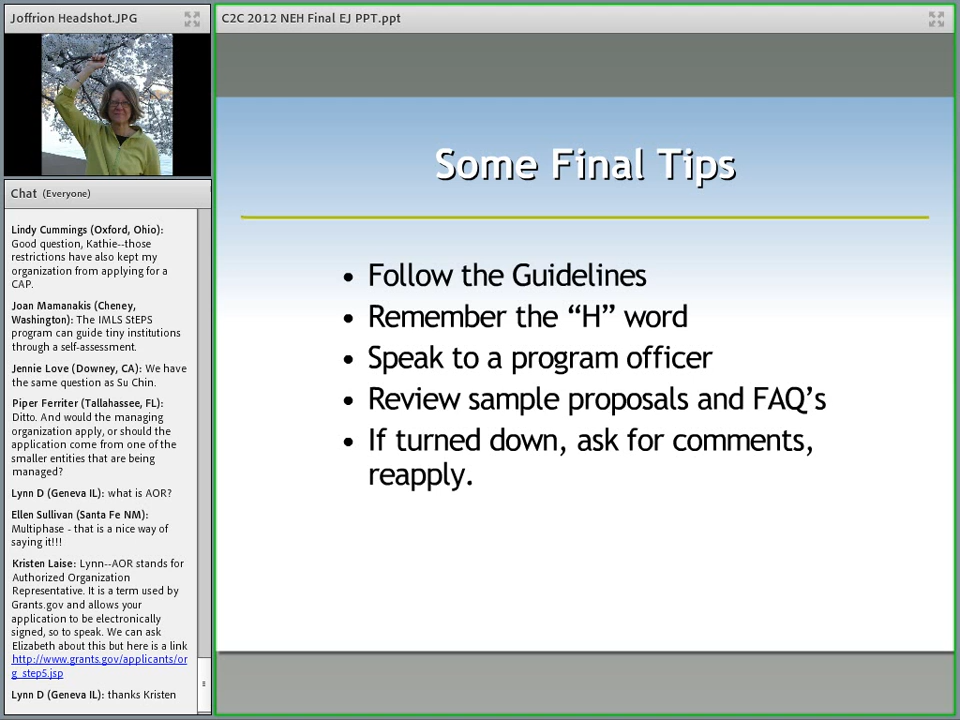 Joffrion Headshot.JPG
Chat (Everyone)
Lindy Cummings (Oxford, Ohio):
Good question, Kathie--those
restrictions have also kept my
organization from applying for a
CAP.
Joan Mamanakis (Cheney,
Washington): The IMLS StEPS
program can guide tiny institutions
through a self-assessment.
Jennie Love (Downey, CA): We have
the same question as Su Chin.
Piper Ferriter (Tallahassee, FL):
Ditto. And would the managing
organization apply, or should the
application come from one of the
smaller entities that are being
managed?
Lynn D (Geneva IL): what is AOR?
Ellen Sullivan (Santa Fe NM):
Multiphase - that is a nice way of
saying it!!!
Kristen Laise: Lynn--AOR stands for
Authorized Organization
Representative. It is a term used by
Grants.gov and allows your
application to be electronically
signed, so to speak. We can ask
Elizabeth about this but here is a link
http://www.grants.gov/applicants/or
g_step5.jsp
Lynn D (Geneva IL): thanks Kristen
C2C 2012 NEH Final EJ PPT.ppt
Some Final Tips
• Follow the Guidelines
• Remember the “H” word
• Speak to a program officer
• Review sample proposals and FAQ’s
• If turned down, ask for comments,
reapply.